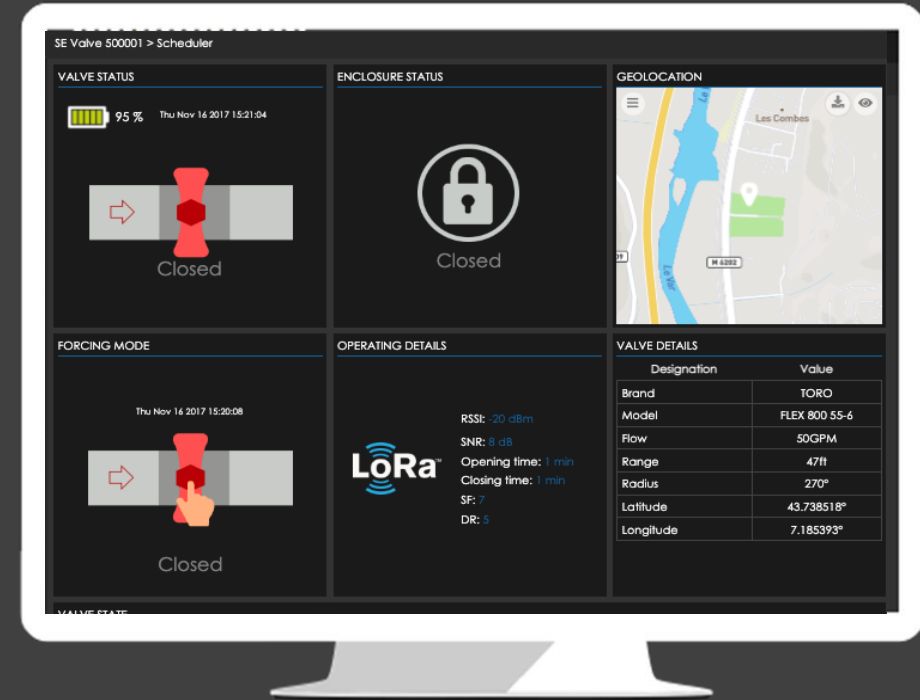 SE Valve 500001 > Scheduler
VALVE STATUS
95 %
Thu Nov 16 2017 15:21:04
Closed
ENCLOSURE STATUS
Closed
GEOLOCATION
Les Combes
M 6202
Le Var
FORCING MODE
Thu Nov 16 2017 15:20:08
Closed
OPERATING DETAILS
LoRa™
RSSI: -20 dBm
SNR: 8 dB
Opening time: 1 min
Closing time: 1 min
SF: 7
DR: 5
VALVE DETAILS
Designation Value
Brand TORO
Model FLEX 800 55-6
Flow 50GPM
Range 47ft
Radius 270°
Latitude 43.738518°
Longitude 7.185393°
VALVE STATE